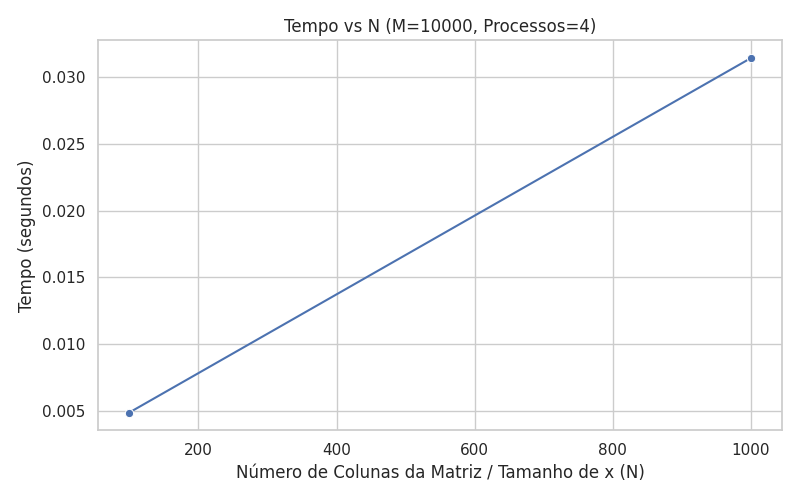 Tempo vs N (M=10000, Processos=4)
Tempo (segundos)
0.030
0.025
0.020
0.015
0.010
0.005
200 400 600 800 1000
Número de Colunas da Matriz / Tamanho de x (N)